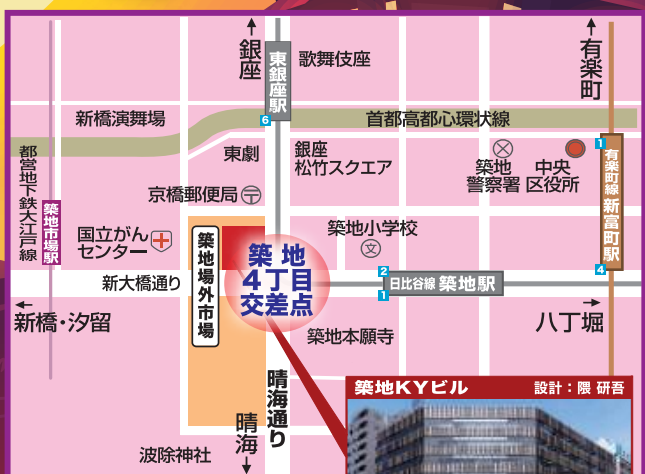 ↑
銀座
東銀座駅
6
歌舞伎座
↑
有楽町
新橋演舞場
首都高都心環状線
都営地下鉄大江戸線
築地市場駅
東劇
銀座
松竹スクエア
築地
警察署
中央
区役所
1
有楽町線 新富町駅
4
京橋郵便局
国立がん
センター
築地場外市場
築地小学校
文
築地
4丁目
交差点
新大橋通り
2
1
日比谷線 築地駅
←
新橋・汐留
→
八丁堀
築地本願寺
晴海通り
晴海
↓
波除神社
築地KYビル
設計：隈 研吾